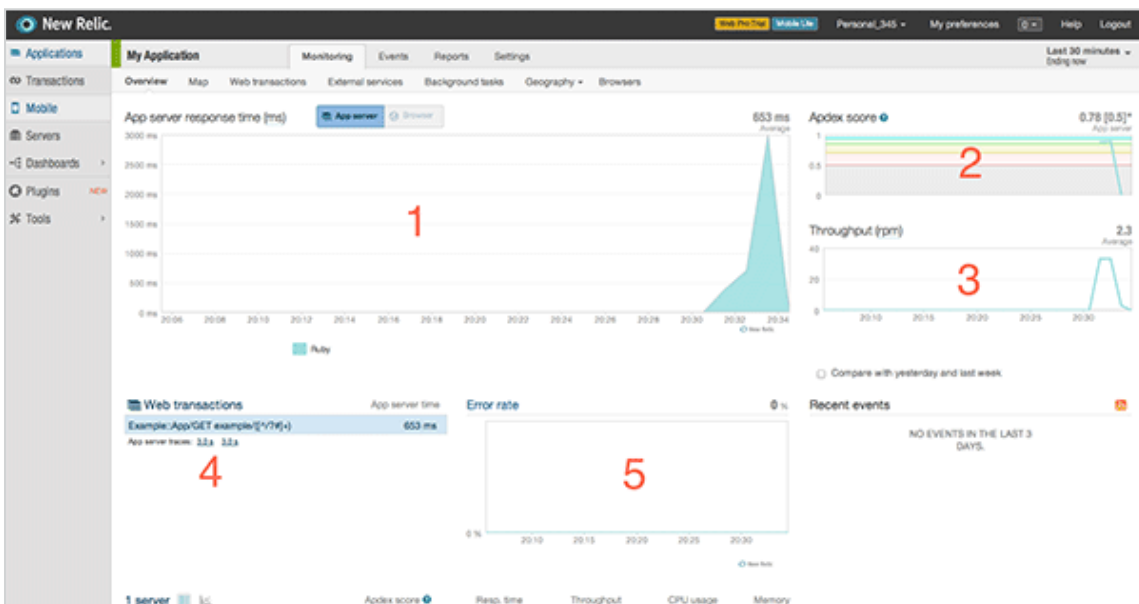 New Relic.
Web Pro Trial Mobile Lite Personal_345 My preferences 0 Help Logout
Applications
Transactions
Mobile
Servers
Dashboards
Plugins NEW
Tools
My Application Monitoring Events Reports Settings
Last 30 minutes
Ending now
Overview Map Web transactions External services Background tasks Geography Browsers
App server response time (ms) App server Browser 653 ms
Average
3000 ms
2500 ms
2000 ms
1500 ms
1000 ms
500 ms
0 ms
1
20:06 20:08 20:10 20:12 20:14 20:16 20:18 20:20 20:22 20:24 20:26 20:28 20:30 20:32 20:34
New Relic
Ruby
Apdex score 0.78 [0.5]*
App server
1
0.5
0
2
Throughput (rpm) 2.3
Average
40
20
0
3
20:10 20:15 20:20 20:25 20:30
Compare with yesterday and last week
Web transactions App server time
Example::App/GET example/([^/?#]+) 653 ms
App server traces: 3.0 s 3.0 s
4
Error rate 0 %
5
0 %
20:10 20:15 20:20 20:25 20:30
New Relic
Recent events
NO EVENTS IN THE LAST 3
DAYS.
1 server Apdex score Resp. time Throughput CPU usage Memory